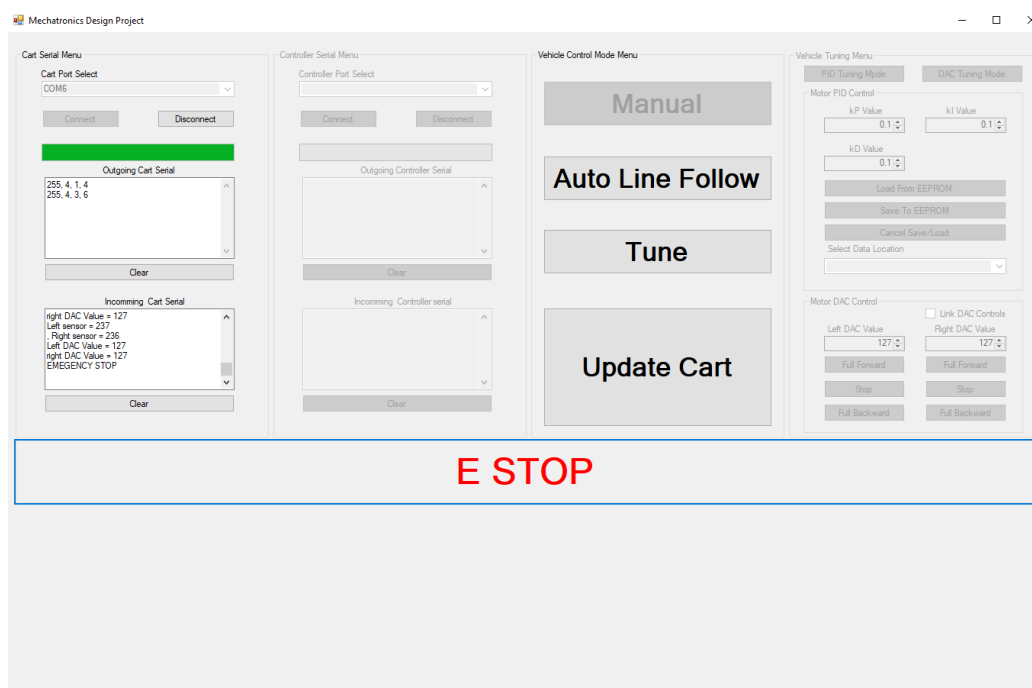 Mechatronics Design Project
Cart Serial Menu
Cart Port Select
COM6
Connect
Disconnect
Outgoing Cart Serial
255, 4, 1, 4
255, 4, 3, 6
Clear
Incomming Cart Serial
right DAC Value = 127
Left sensor = 237
, Right sensor = 236
Left DAC Value = 127
right DAC Value = 127
EMEGENCY STOP
Clear
Controller Serial Menu
Controller Port Select
Connect
Disconnect
Outgoing Controller Serial
Clear
Incomming Controller serial
Clear
Vehicle Control Mode Menu
Manual
Auto Line Follow
Tune
Update Cart
Vehicle Tuning Menu
PID Tuning Mpde
DAC Tuning Mode
Motor PID Control
kP Value
kI Value
0.1
0.1
kD Value
0.1
Load From EEPROM
Save To EEPROM
Cancel Save/Load
Select Data Location
Motor DAC Control
Link DAC Controls
Left DAC Value
Right DAC Value
127
127
Full Forward
Full Forward
Stop
Stop
Full Backward
Full Backward
E STOP